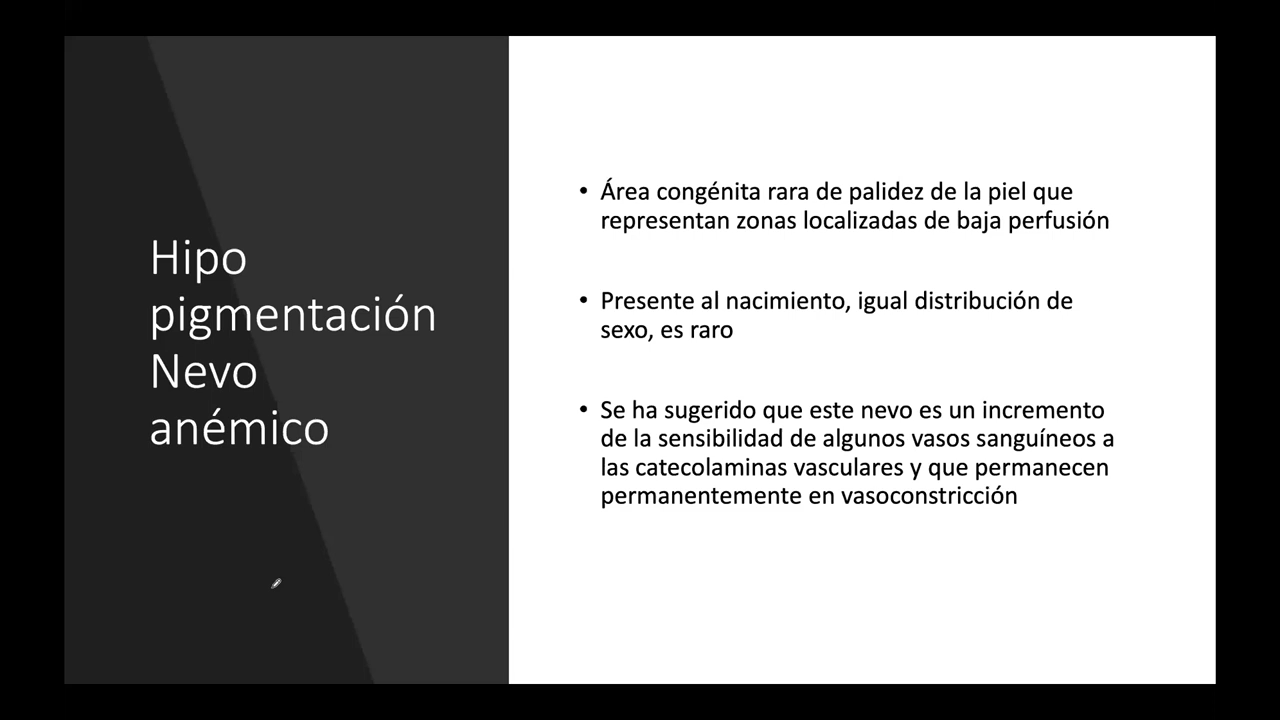 Hipo
pigmentación
Nevo
anémico
• Área congénita rara de palidez de la piel que
representan zonas localizadas de baja perfusión
• Presente al nacimiento, igual distribución de
sexo, es raro
• Se ha sugerido que este nevo es un incremento
de la sensibilidad de algunos vasos sanguíneos a
las catecolaminas vasculares y que permanecen
permanentemente en vasoconstricción